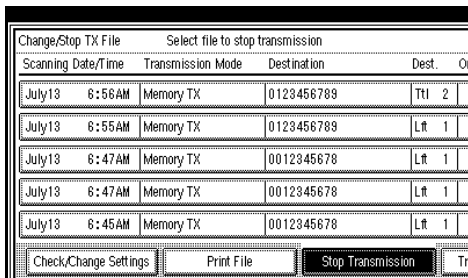 Change/Stop TX File Select file to stop transmission
Scanning Date/Time Transmission Mode Destination Dest.
July13 6:56AM Memory TX 0123456789 Ttl 2
July13 6:55AM Memory TX 0123456789 Lft 1
July13 6:47AM Memory TX 0012345678 Lft 1
July13 6:47AM Memory TX 0012345678 Lft 1
July13 6:45AM Memory TX 0012345678 Lft 1
Check/Change Settings Print File Stop Transmission